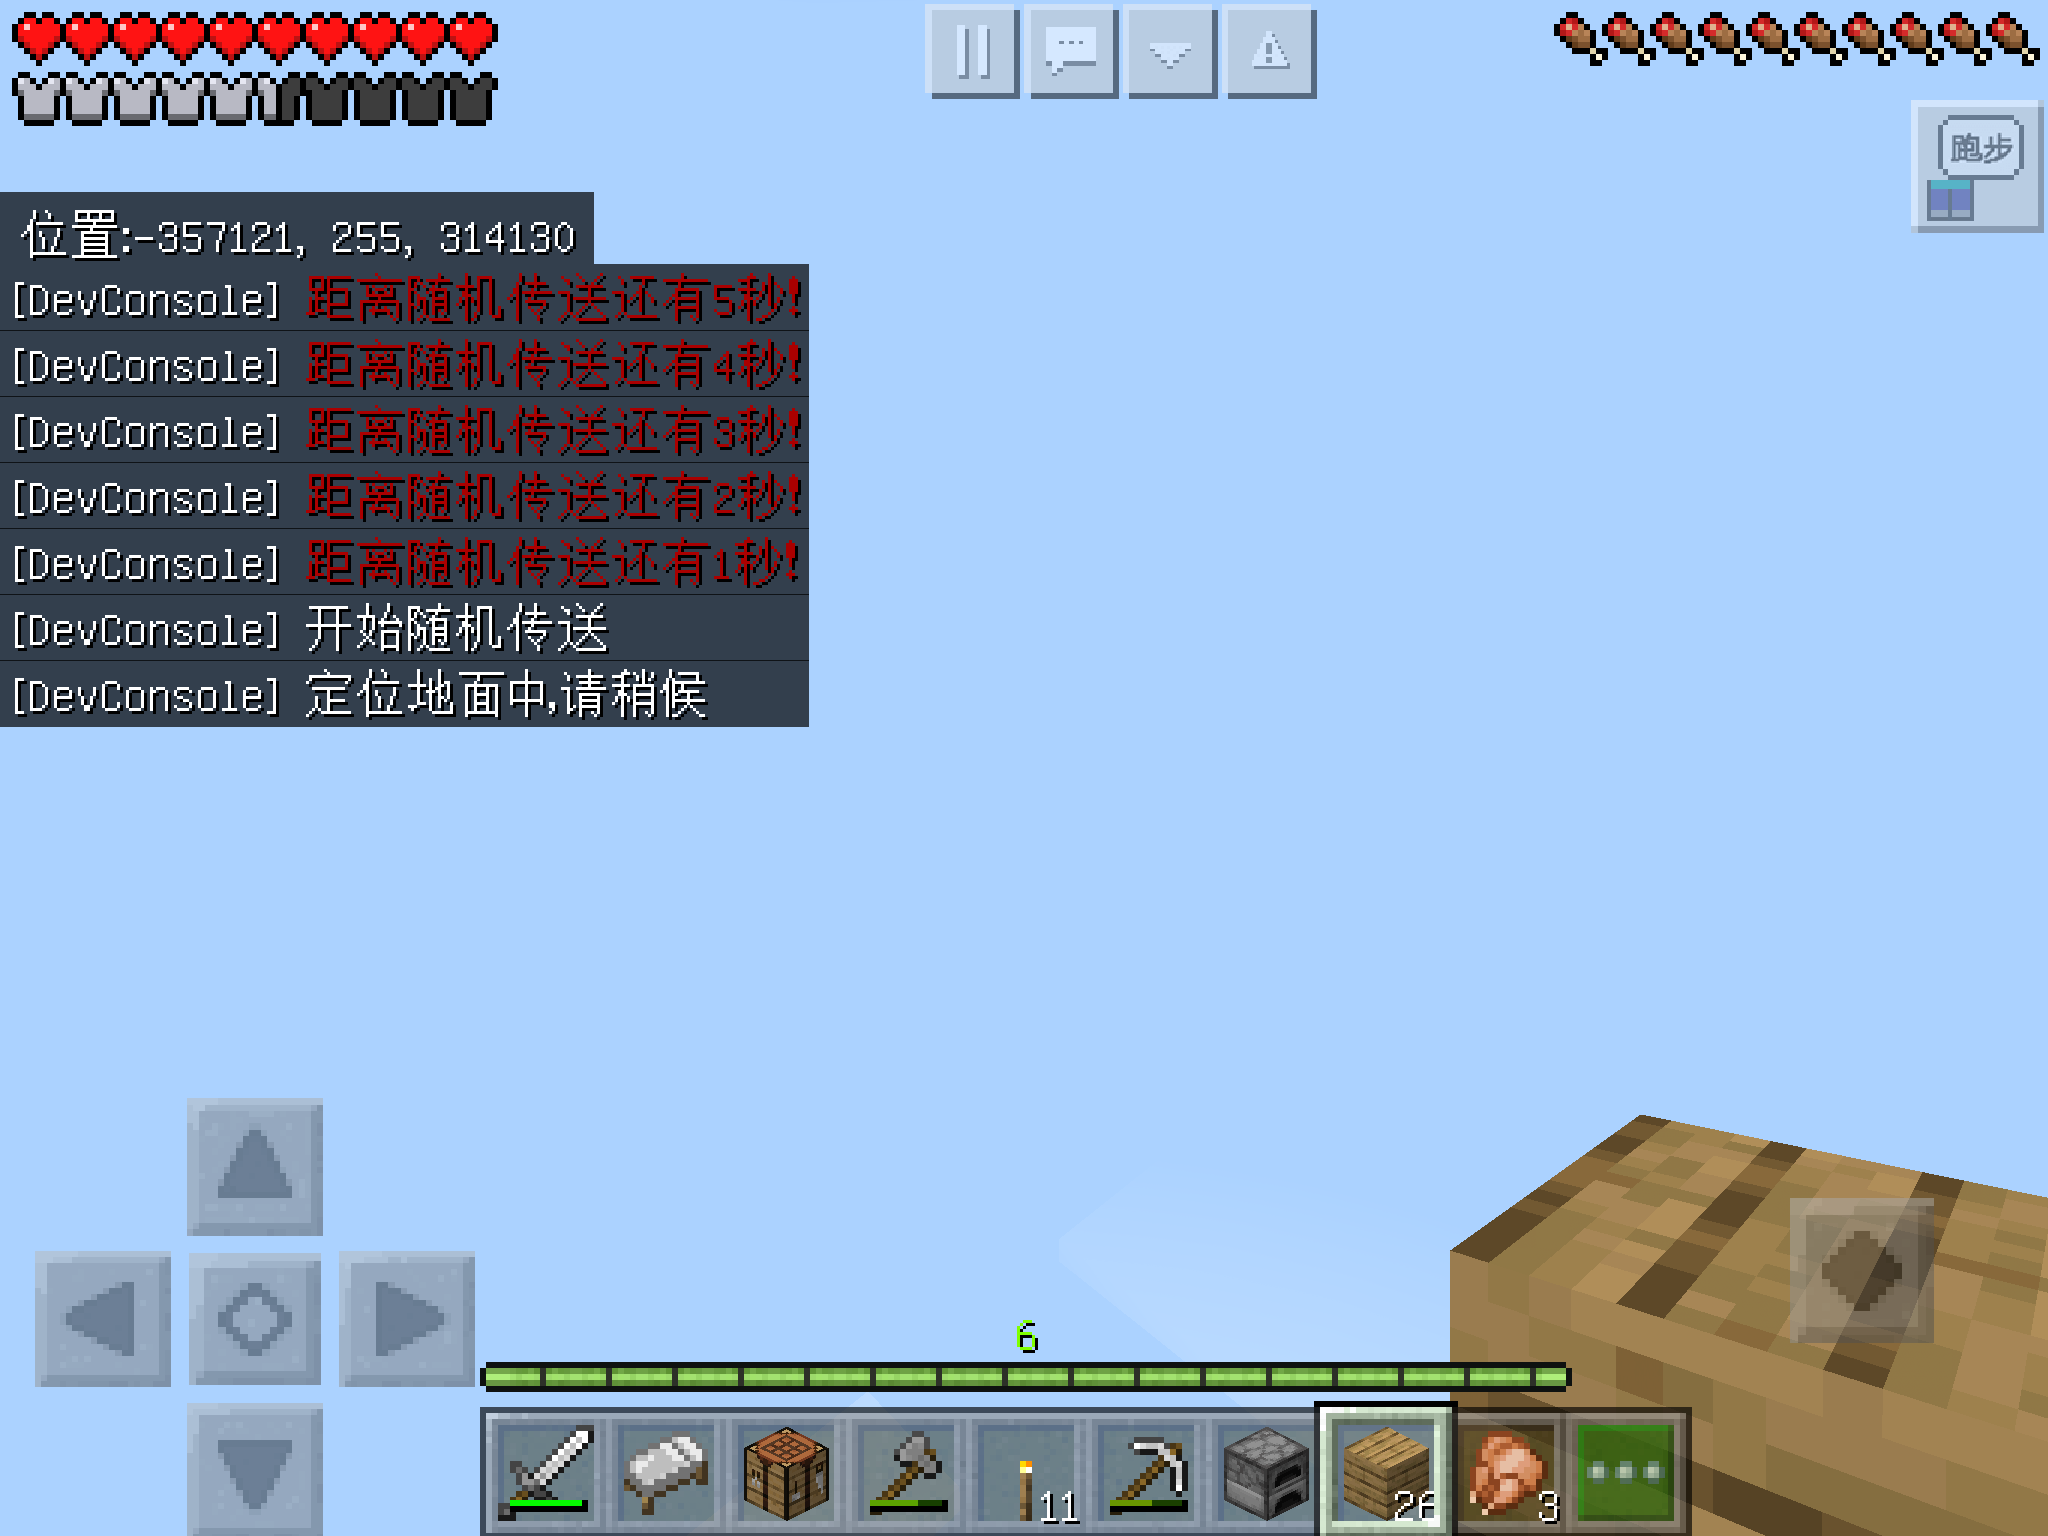 跑步
位置:-357121, 255, 314130
[DevConsole] 距离随机传送还有5秒!
[DevConsole] 距离随机传送还有4秒!
[DevConsole] 距离随机传送还有3秒!
[DevConsole] 距离随机传送还有2秒!
[DevConsole] 距离随机传送还有1秒!
[DevConsole] 开始随机传送
[DevConsole] 定位地面中,请稍候
6
11
26
3